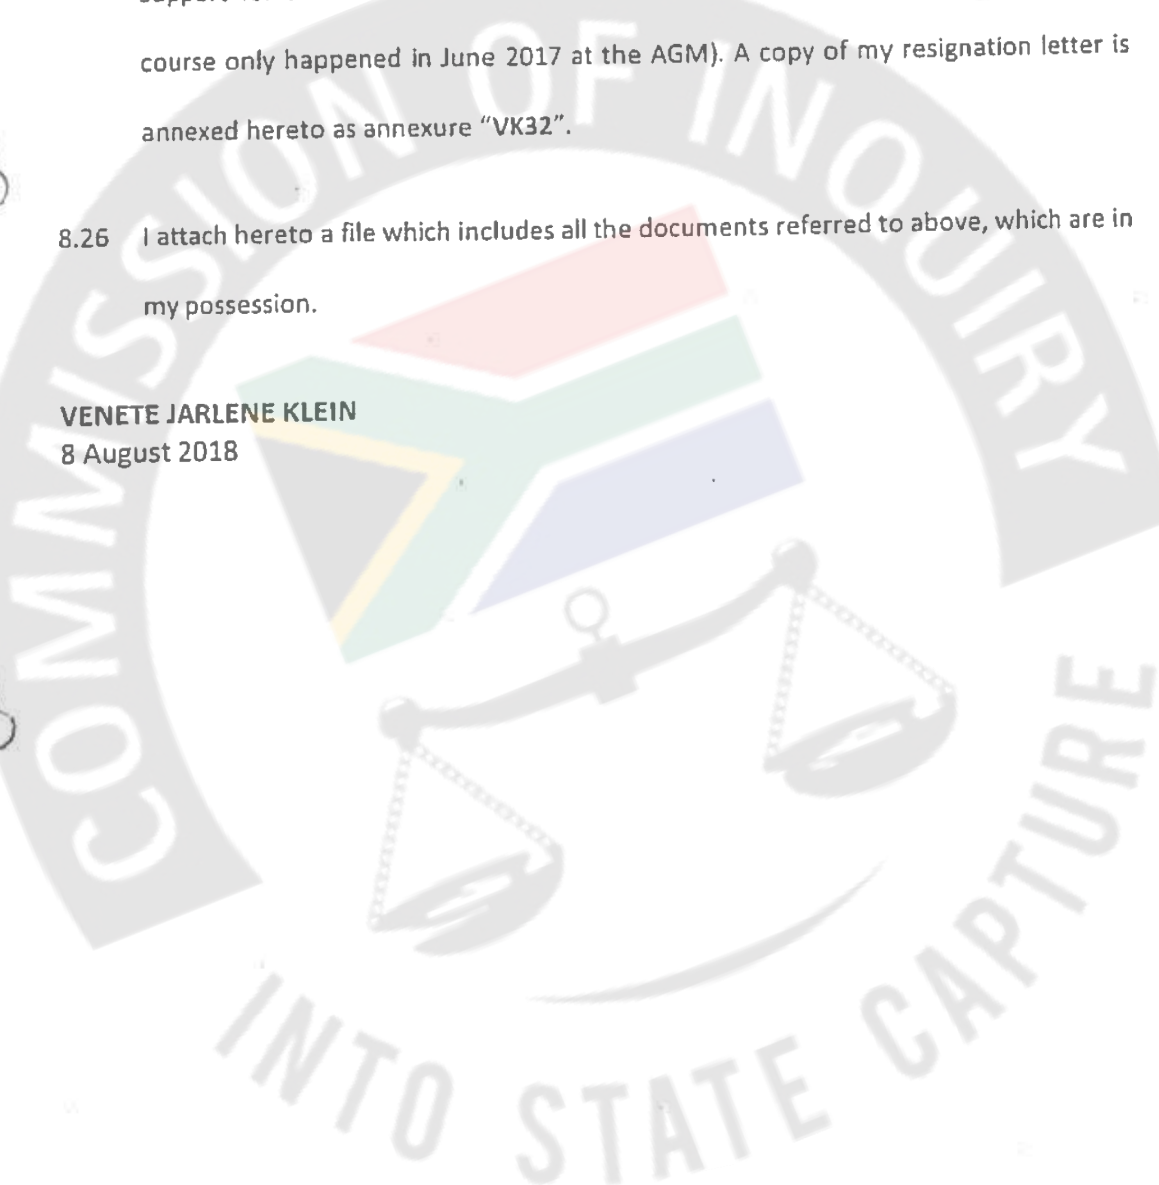 course only happened in June 2017 at the AGM). A copy of my resignation letter is
annexed hereto as annexure “VK32”.
8.26 I attach hereto a file which includes all the documents referred to above, which are in
my possession.
VENETE JARLENE KLEIN
8 August 2018
COMMISSION OF INQUIRY
INTO STATE CAPTURE